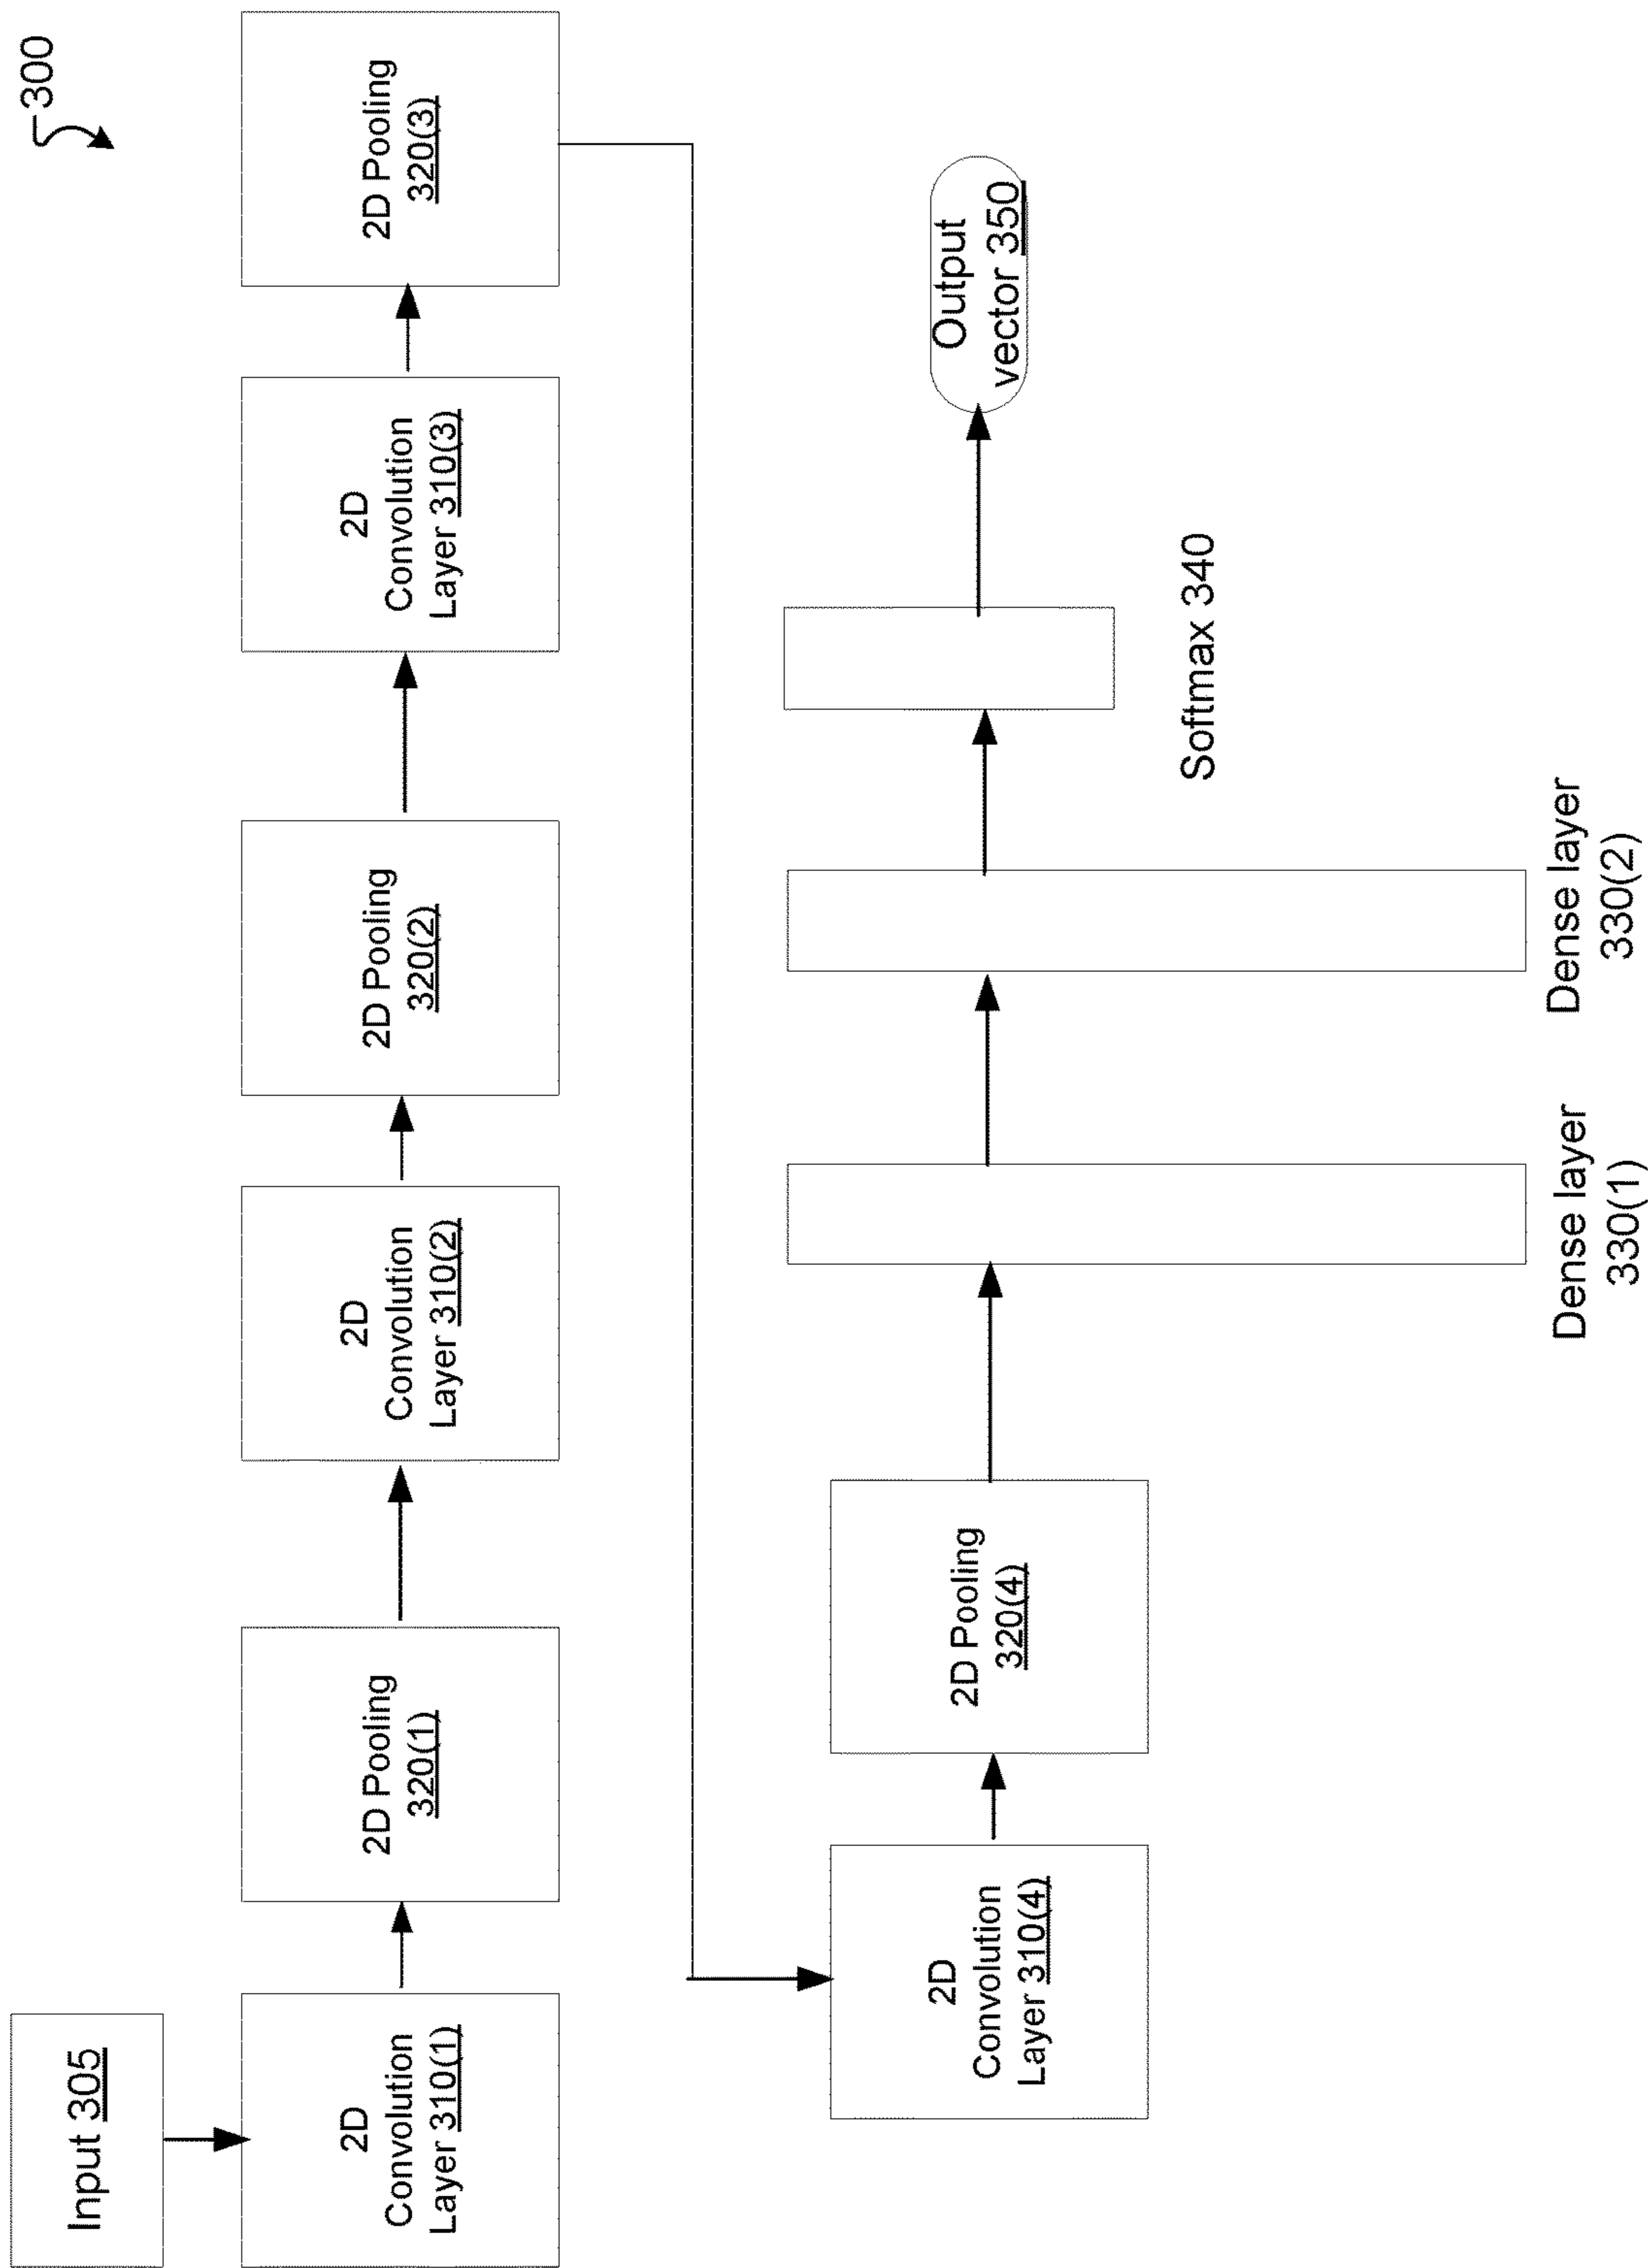 300
Input 305
2D
Convolution
Layer 310(1)
2D Pooling
320(1)
2D
Convolution
Layer 310(2)
2D Pooling
320(2)
2D
Convolution
Layer 310(3)
2D Pooling
320(3)
2D
Convolution
Layer 310(4)
2D Pooling
320(4)
Dense layer
330(1)
Dense layer
330(2)
Softmax 340
Output
vector 350